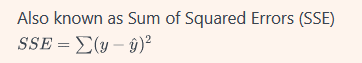 Also known as Sum of Squared Errors (SSE)
SSE = ∑(y – ŷ)²